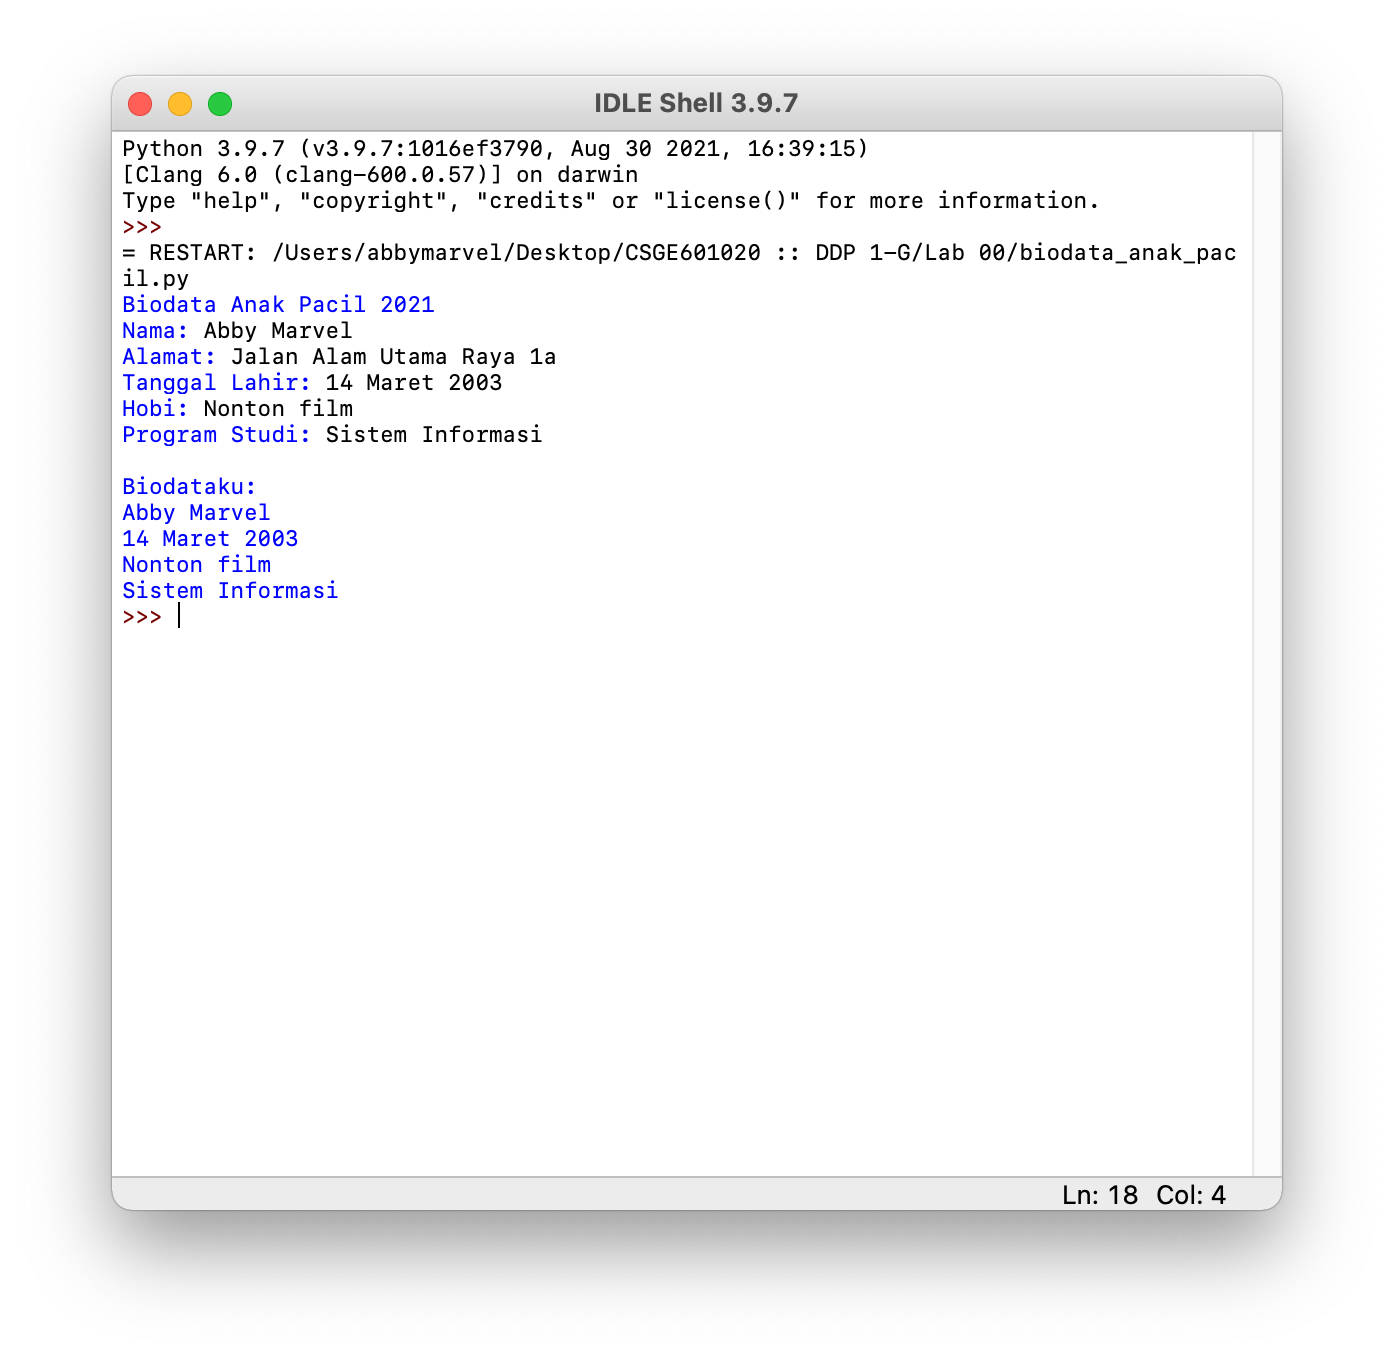 IDLE Shell 3.9.7
Python 3.9.7 (v3.9.7:1016ef3790, Aug 30 2021, 16:39:15)
[Clang 6.0 (clang-600.0.57)] on darwin
Type "help", "copyright", "credits" or "license()" for more information.
>>>
= RESTART: /Users/abbymarvel/Desktop/CSGE601020 :: DDP 1-G/Lab 00/biodata_anak_pac
il.py
Biodata Anak Pacil 2021
Nama: Abby Marvel
Alamat: Jalan Alam Utama Raya 1a
Tanggal Lahir: 14 Maret 2003
Hobi: Nonton film
Program Studi: Sistem Informasi

Biodataku:
Abby Marvel
14 Maret 2003
Nonton film
Sistem Informasi
>>>
Ln: 18 Col: 4